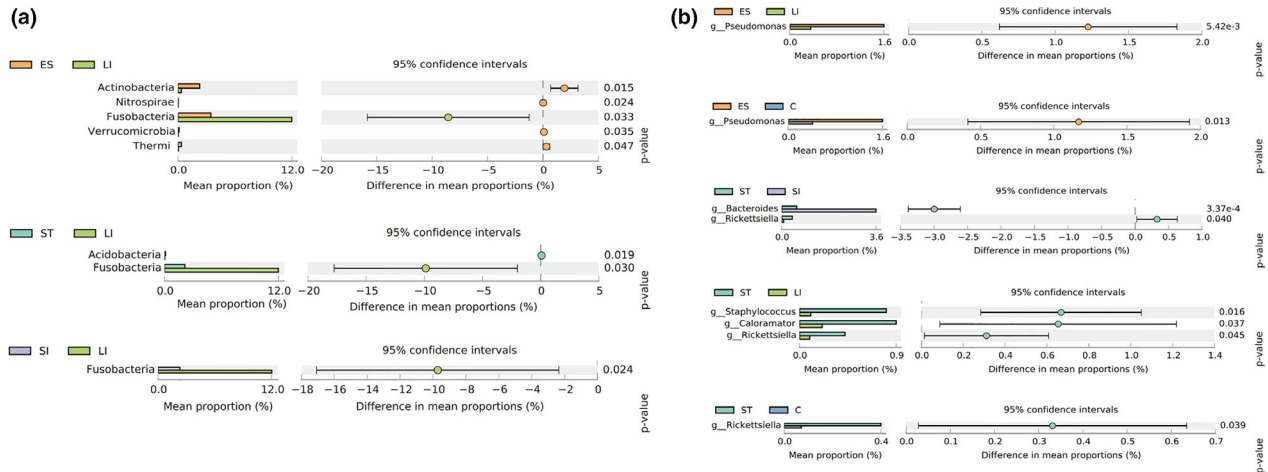 (a)
ES LI
95% confidence intervals
Actinobacteria 0.015
Nitrospirae 0.024
Fusobacteria 0.033
Verrucomicrobia 0.035
Thermi 0.047
0.0 12.0 −20 −15 −10 −5 0 5
Mean proportion (%) Difference in mean proportions (%)
p-value
ST LI
95% confidence intervals
Acidobacteria 0.019
Fusobacteria 0.030
0.0 12.0 −20 −15 −10 −5 0 5
Mean proportion (%) Difference in mean proportions (%)
p-value
SI LI
95% confidence intervals
Fusobacteria 0.024
0.0 12.0 −18 −16 −14 −12 −10 −8 −6 −4 −2 0
Mean proportion (%) Difference in mean proportions (%)
p-value
(b)
ES LI
95% confidence intervals
g__Pseudomonas 5.42e-3
0.0 1.6 0.0 0.5 1.0 1.5 2.0
Mean proportion (%) Difference in mean proportions (%)
p-value
ES C
95% confidence intervals
g__Pseudomonas 0.013
0.0 1.6 0.0 0.5 1.0 1.5 2.0
Mean proportion (%) Difference in mean proportions (%)
p-value
ST SI
95% confidence intervals
g__Bacteroides 3.37e-4
g__Rickettsiella 0.040
0.0 3.6 −3.5 −3.0 −2.5 −2.0 −1.5 −1.0 −0.5 0.0 0.5 1.0
Mean proportion (%) Difference in mean proportions (%)
p-value
ST LI
95% confidence intervals
g__Staphylococcus 0.016
g__Caloramator 0.037
g__Rickettsiella 0.045
0.0 0.9 0.0 0.2 0.4 0.6 0.8 1.0 1.2 1.4
Mean proportion (%) Difference in mean proportions (%)
p-value
ST C
95% confidence intervals
g__Rickettsiella 0.039
0.0 0.4 0.0 0.1 0.2 0.3 0.4 0.5 0.6 0.7
Mean proportion (%) Difference in mean proportions (%)
p-value